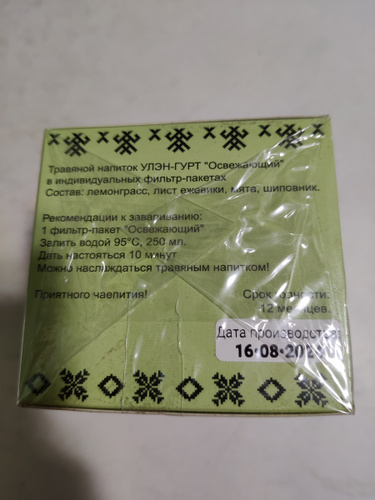 Травяной напиток УЛЭН-ГУРТ "Освежающий"
в индивидуальных фильтр-пакетах
Состав: лемонграсс, лист ежевики, мята, шиповник.
Рекомендации к завариванию:
1 фильтр-пакет "Освежающий"
Залить водой 95°C, 250 мл.
Дать настояться 10 минут
Можно наслаждаться травяным напитком!
Приятного чаепития!
Срок годности:
12 месяцев.
Дата производства: